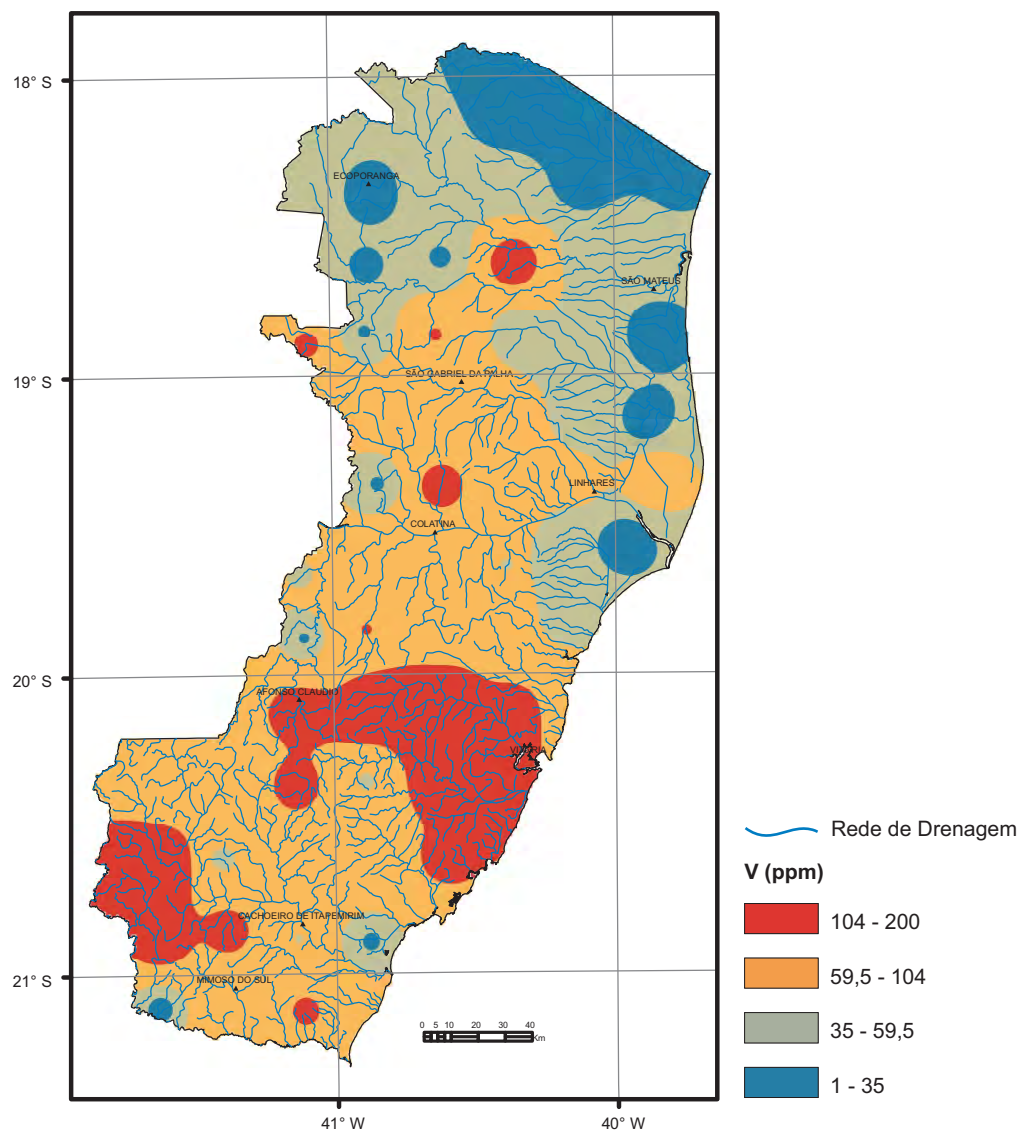 18° S
ECOPORANGA
SÃO MATEUS
19° S
SÃO GABRIEL DA PALHA
LINHARES
COLATINA
20° S
AFONSO CLAUDIO
VITÓRIA
Rede de Drenagem
V (ppm)
104 - 200
CACHOEIRO DE ITAPEMIRIM
59,5 - 104
21° S
MIMOSO DO SUL
0 5 10 20 30 40
Km
35 - 59,5
1 - 35
41° W
40° W